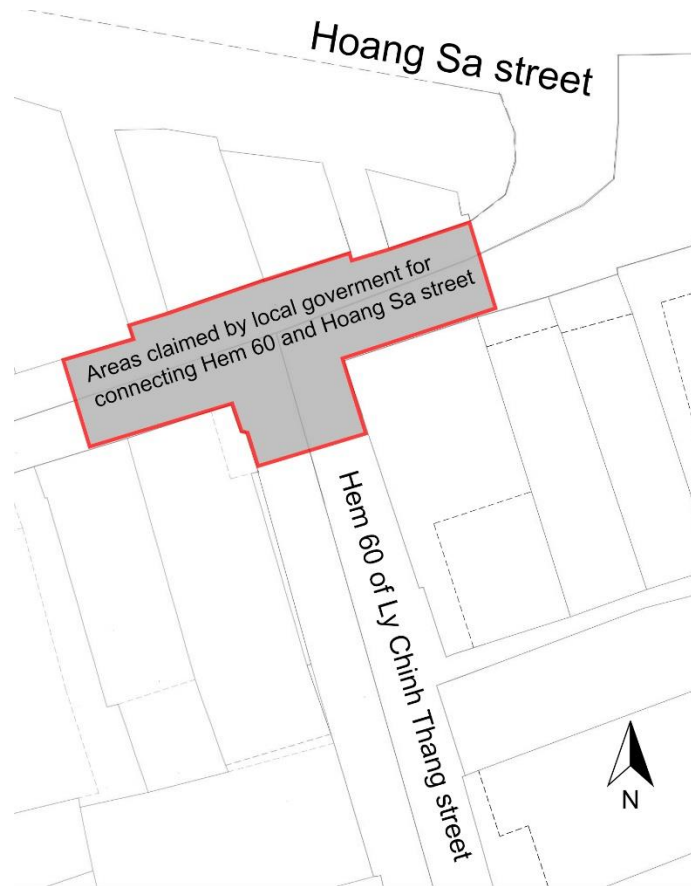 Hoang Sa street
Areas claimed by local goverment for
connecting Hem 60 and Hoang Sa street
Hem 60 of Ly Chinh Thang street
N